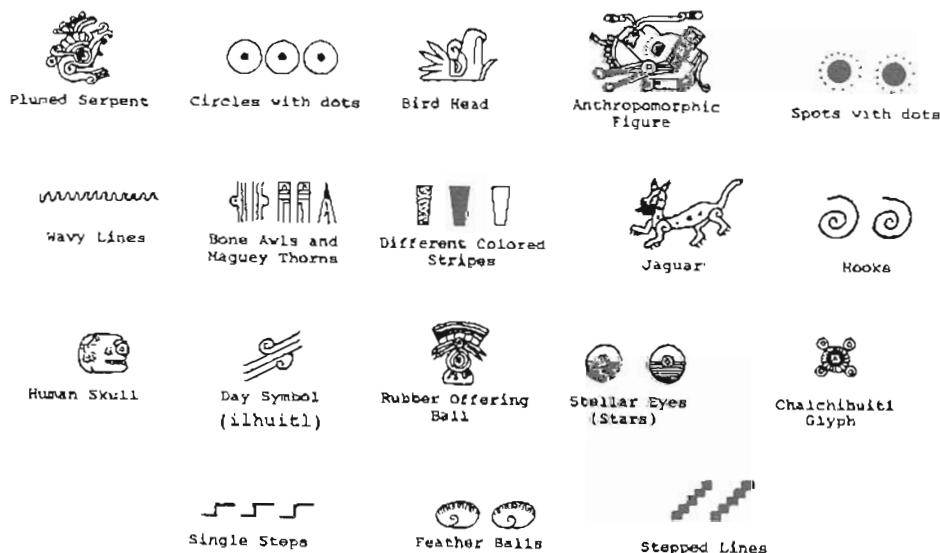 Plumed Serpent
Circles with dots
Bird Head
Anthropomorphic
Figure
Spots with dots
Wavy Lines
Bone Awls and
Maguey Thorns
Different Colored
Stripes
Jaguar
Hooks
Human Skull
Day Symbol
(ilhuitl)
Rubber Offering
Ball
Stellar Eyes
(Stars)
Chalchihuitl
Glyph
Single Steps
Feather Balls
Stepped Lines